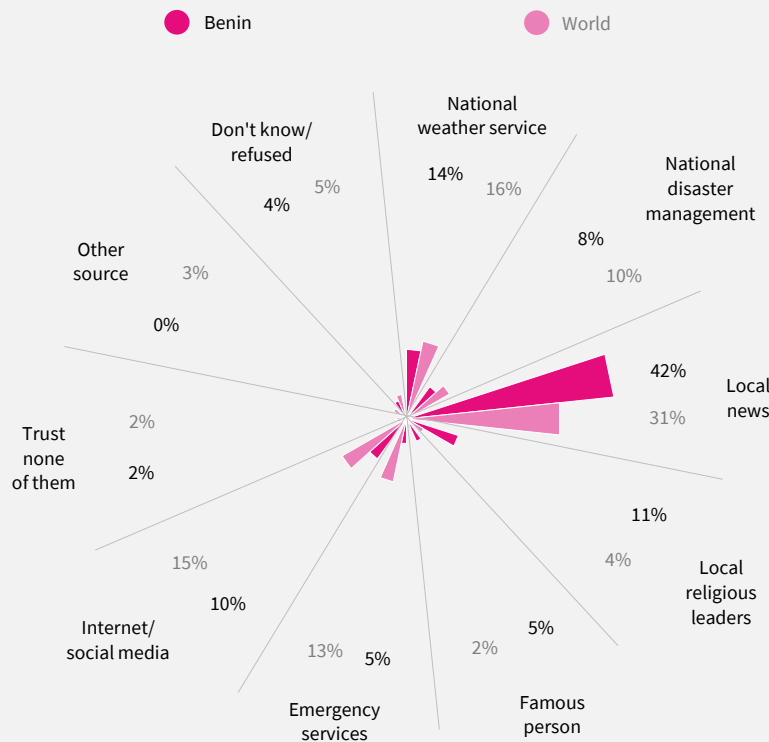 Benin
World
National
weather service
14%
16%
National
disaster
management
8%
10%
Local
news
42%
31%
Local
religious
leaders
11%
4%
Famous
person
5%
2%
Emergency
services
5%
13%
Internet/
social media
10%
15%
Trust
none
of them
2%
2%
Other
source
0%
3%
Don't know/
refused
4%
5%